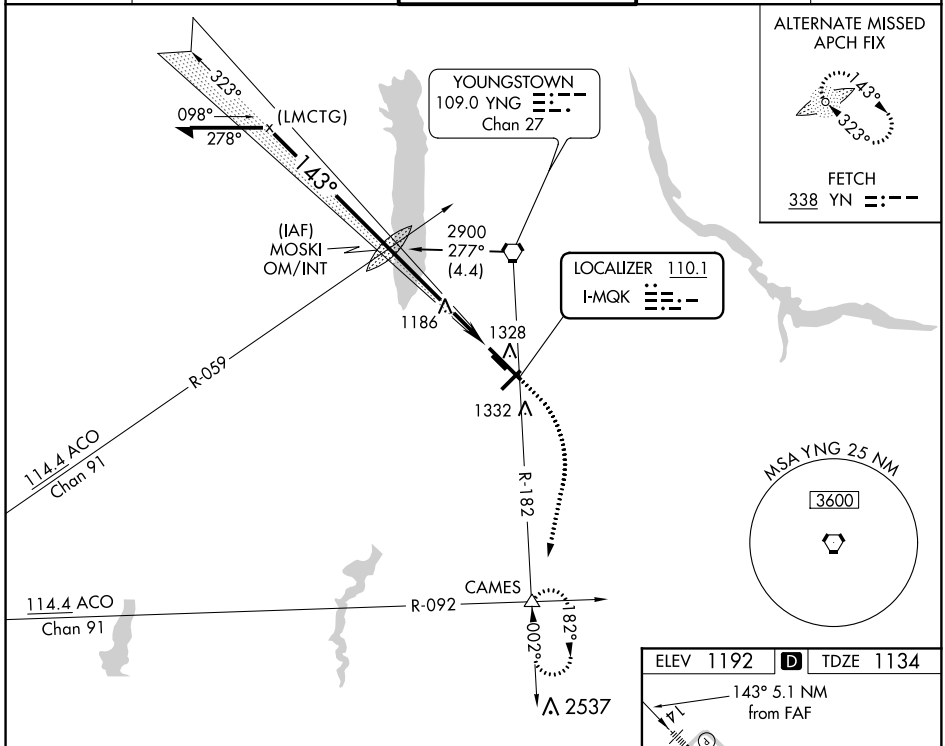 ALTERNATE MISSED
APCH FIX
143°
323°
FETCH
338 YN
323°
098°
278°
(LMCTG)
143°
YOUNGSTOWN
109.0 YNG
Chan 27
(IAF)
MOSKI
OM/INT
2900
277°
(4.4)
LOCALIZER 110.1
I-MQK
1186
1328
1332
R-059
114.4 ACO
Chan 91
R-182
MSA YNG 25 NM
3600
CAMES
114.4 ACO
Chan 91
R-092
002°
182°
2537
ELEV 1192 D TDZE 1134
143° 5.1 NM
from FAF
14
P